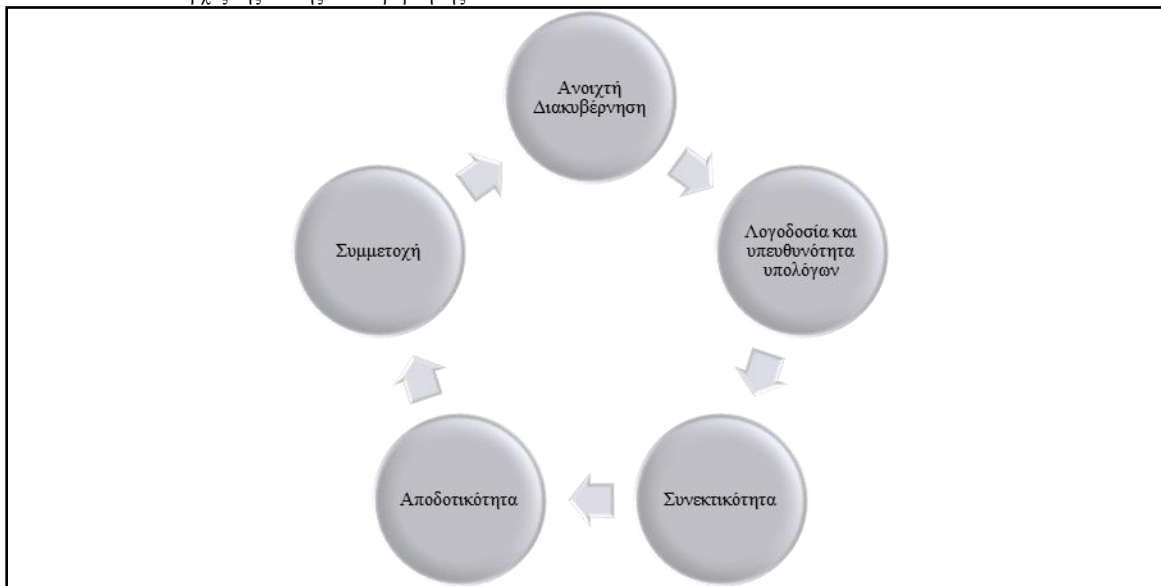 Ανοιχτή
Διακυβέρνηση
Λογοδοσία και
υπευθυνότητα
υπολόγων
Συνεκτικότητα
Αποδοτικότητα
Συμμετοχή